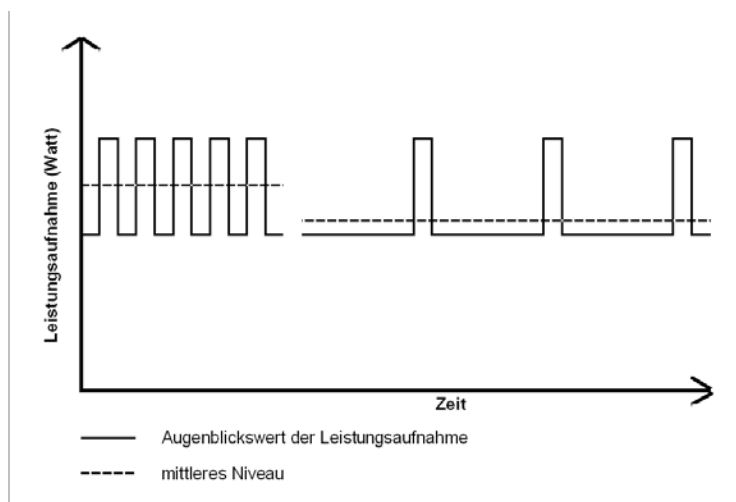 Leistungsaufnahme (Watt)
Zeit
Augenblickswert der Leistungsaufnahme
mittleres Niveau